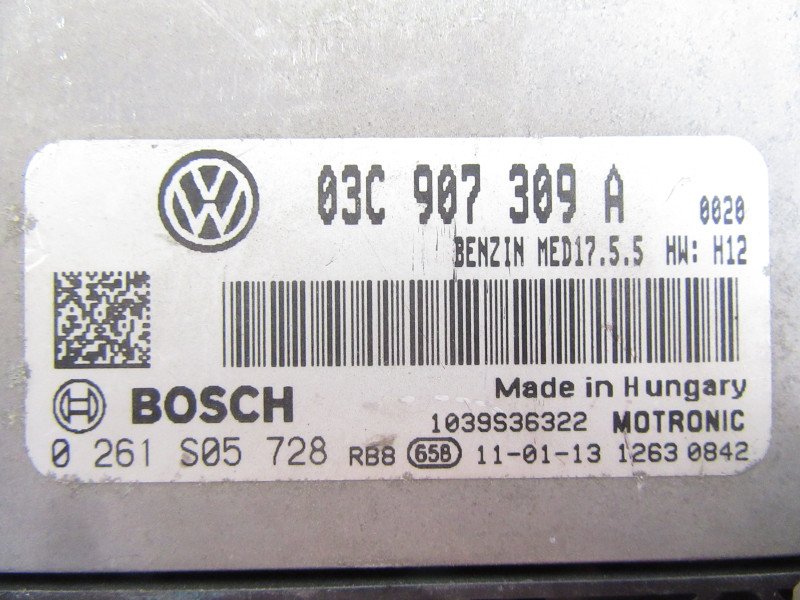 03C 907 309 A 0020
BENZIN MED17.5.5 HW: H12
Made in Hungary
BOSCH
1039S36322 MOTRONIC
0 261 S05 728 RB8 658 11-01-13 1263 0842